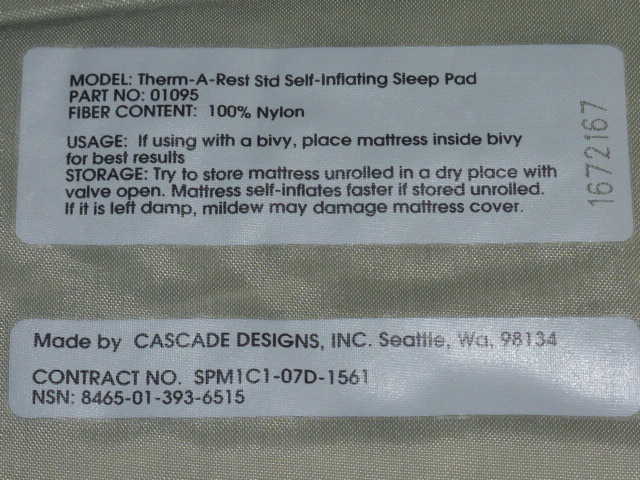 MODEL: Therm-A-Rest Std Self-Inflating Sleep Pad
PART NO: 01095
FIBER CONTENT: 100% Nylon
USAGE: If using with a bivy, place mattress inside bivy
for best results
STORAGE: Try to store mattress unrolled in a dry place with
valve open. Mattress self-inflates faster if stored unrolled.
If it is left damp, mildew may damage mattress cover.
1672167
Made by CASCADE DESIGNS, INC. Seattle, Wa, 98134
CONTRACT NO. SPM1C1-07D-1561
NSN: 8465-01-393-6515